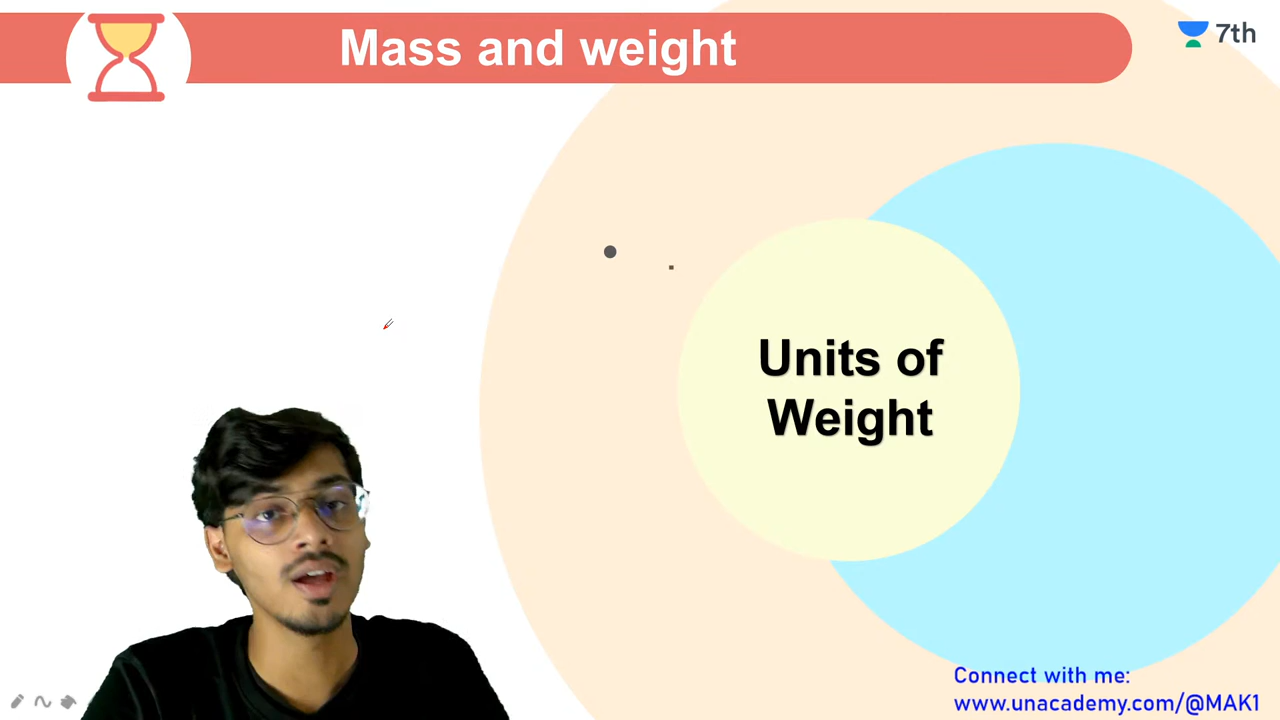 Mass and weight
7th
Units of
Weight
Connect with me:
www.unacademy.com/@MAK1